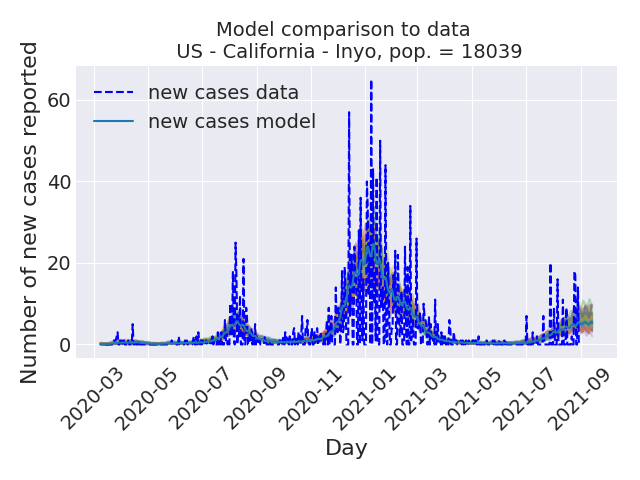 Model comparison to data
US - California - Inyo, pop. = 18039
Number of new cases reported
60
40
20
0
new cases data
new cases model
2020-03
2020-05
2020-07
2020-09
2020-11
2021-01
2021-03
2021-05
2021-07
2021-09
Day